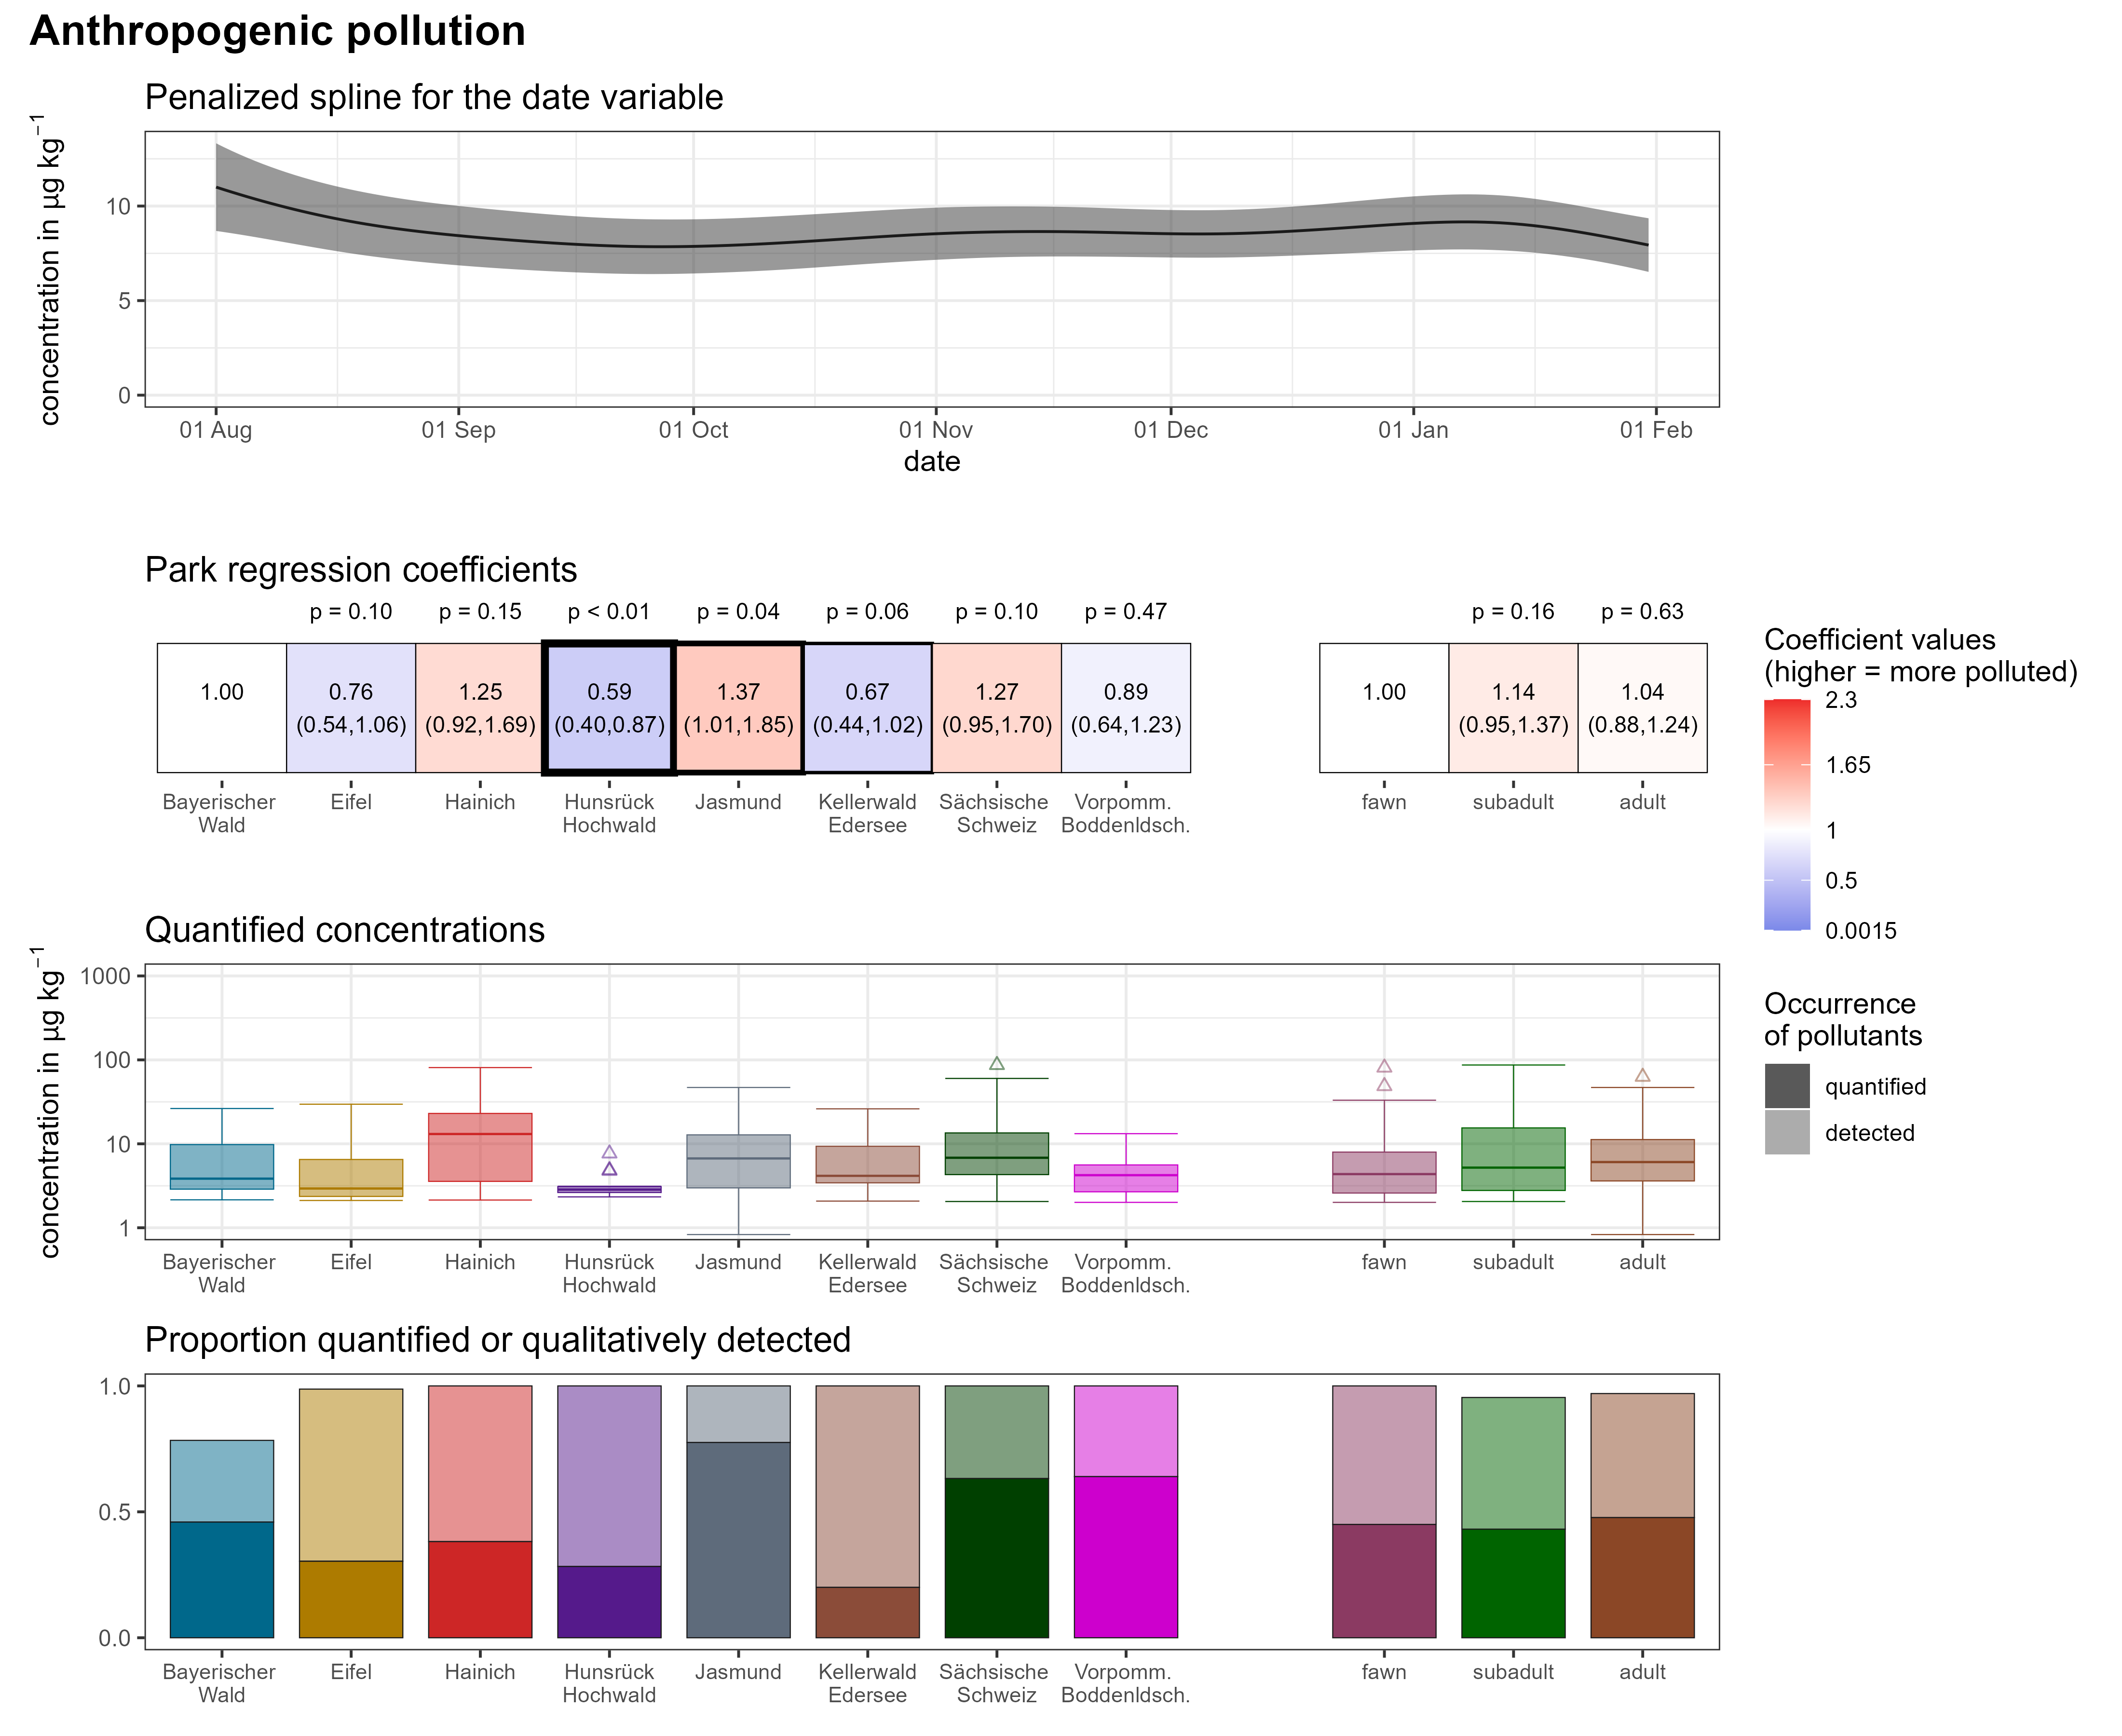 Anthropogenic pollution
Penalized spline for the date variable
concentration in µg kg⁻¹
10
5
0
01 Aug 01 Sep 01 Oct 01 Nov 01 Dec 01 Jan 01 Feb
date
Park regression coefficients
p = 0.10 p = 0.15 p < 0.01 p = 0.04 p = 0.06 p = 0.10 p = 0.47 p = 0.16 p = 0.63
1.00 0.76 1.25 0.59 1.37 0.67 1.27 0.89 1.00 1.14 1.04
(0.54,1.06) (0.92,1.69) (0.40,0.87) (1.01,1.85) (0.44,1.02) (0.95,1.70) (0.64,1.23) (0.95,1.37) (0.88,1.24)
Bayerischer Eifel Hainich Hunsrück Jasmund Kellerwald Sächsische Vorpomm. fawn subadult adult
Wald Hochwald Edersee Schweiz Boddenldsch.
Coefficient values
(higher = more polluted)
2.3
1.65
1
0.5
0.0015
Quantified concentrations
concentration in µg kg⁻¹
1000
100
10
1
Bayerischer Eifel Hainich Hunsrück Jasmund Kellerwald Sächsische Vorpomm. fawn subadult adult
Wald Hochwald Edersee Schweiz Boddenldsch.
Occurrence
of pollutants
quantified
detected
Proportion quantified or qualitatively detected
1.0
0.5
0.0
Bayerischer Eifel Hainich Hunsrück Jasmund Kellerwald Sächsische Vorpomm. fawn subadult adult
Wald Hochwald Edersee Schweiz Boddenldsch.